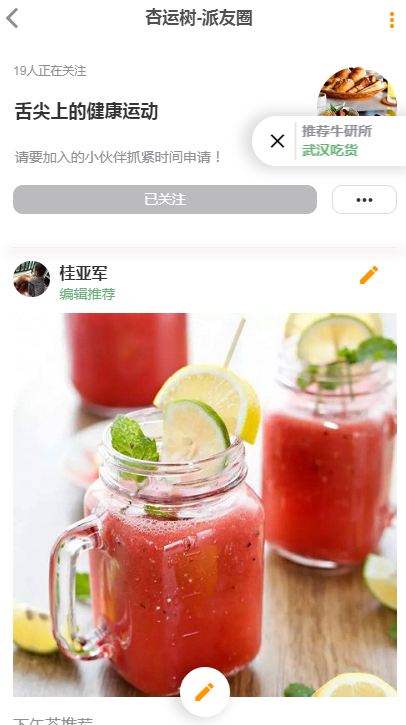 杏运树-派友圈
19人正在关注
舌尖上的健康运动
推荐牛研所
武汉吃货
请要加入的小伙伴抓紧时间申请！
已关注
桂亚军
编辑推荐
下午茶推荐